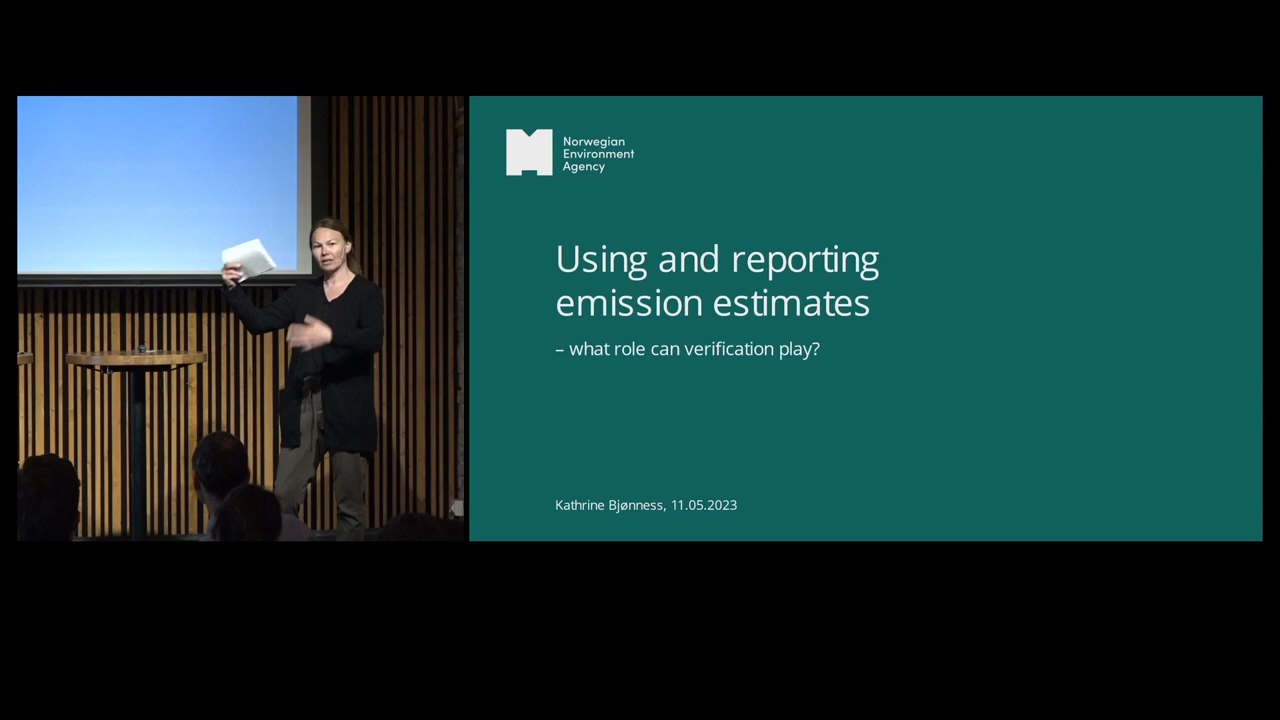 Norwegian
Environment
Agency
Using and reporting
emission estimates
– what role can verification play?
Kathrine Bjønness, 11.05.2023